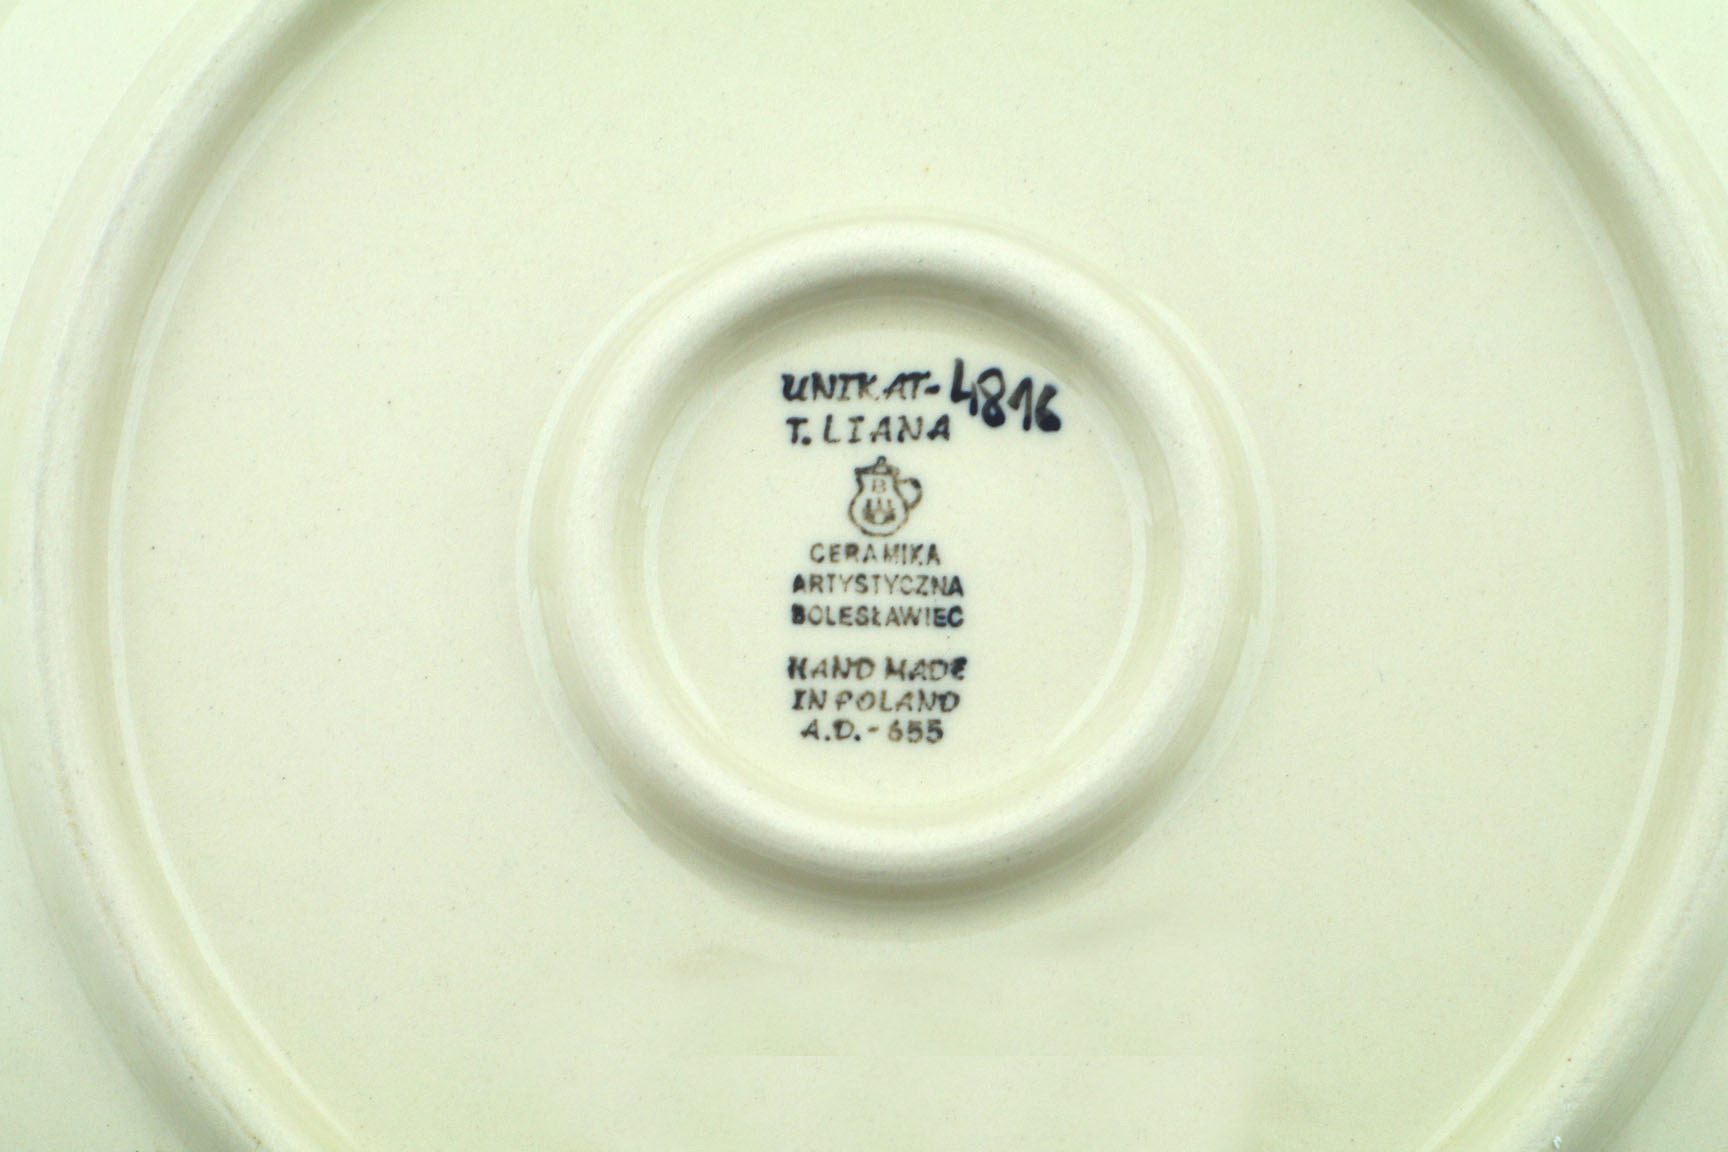 UNIKAT-4816
T. LIANA
B
CERAMIKA
ARTYSTYCZNA
BOLESŁAWIEC
HAND MADE
IN POLAND
A.D.-655